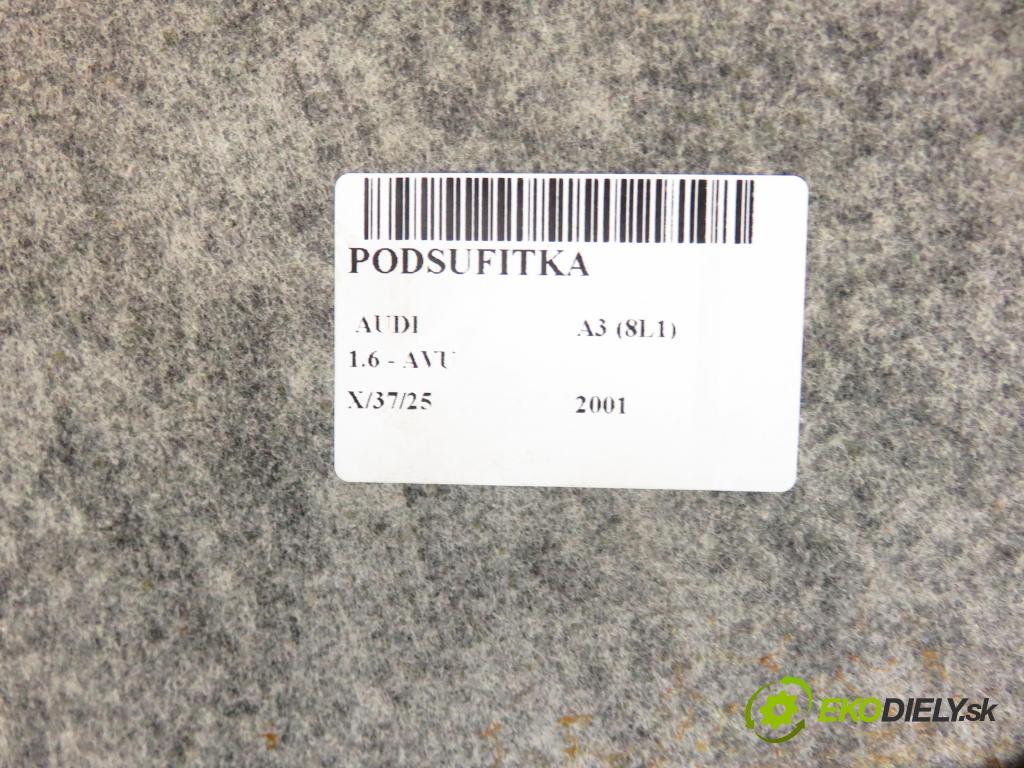 PODSUFITKA
AUDI A3 (8L1)
1.6 - AVU
X/37/25 2001
EKODIELY.sk